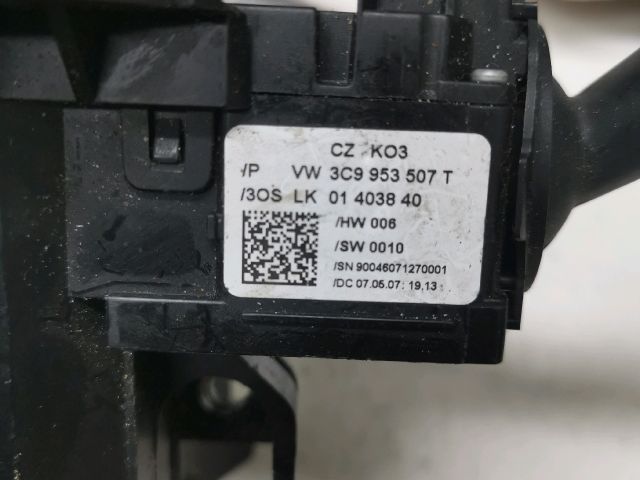 CZ KO3
/P VW 3C9 953 507 T
/3OS LK 01 4038 40
/HW 006
/SW 0010
/SN 90046071270001
/DC 07.05.07: 19,13